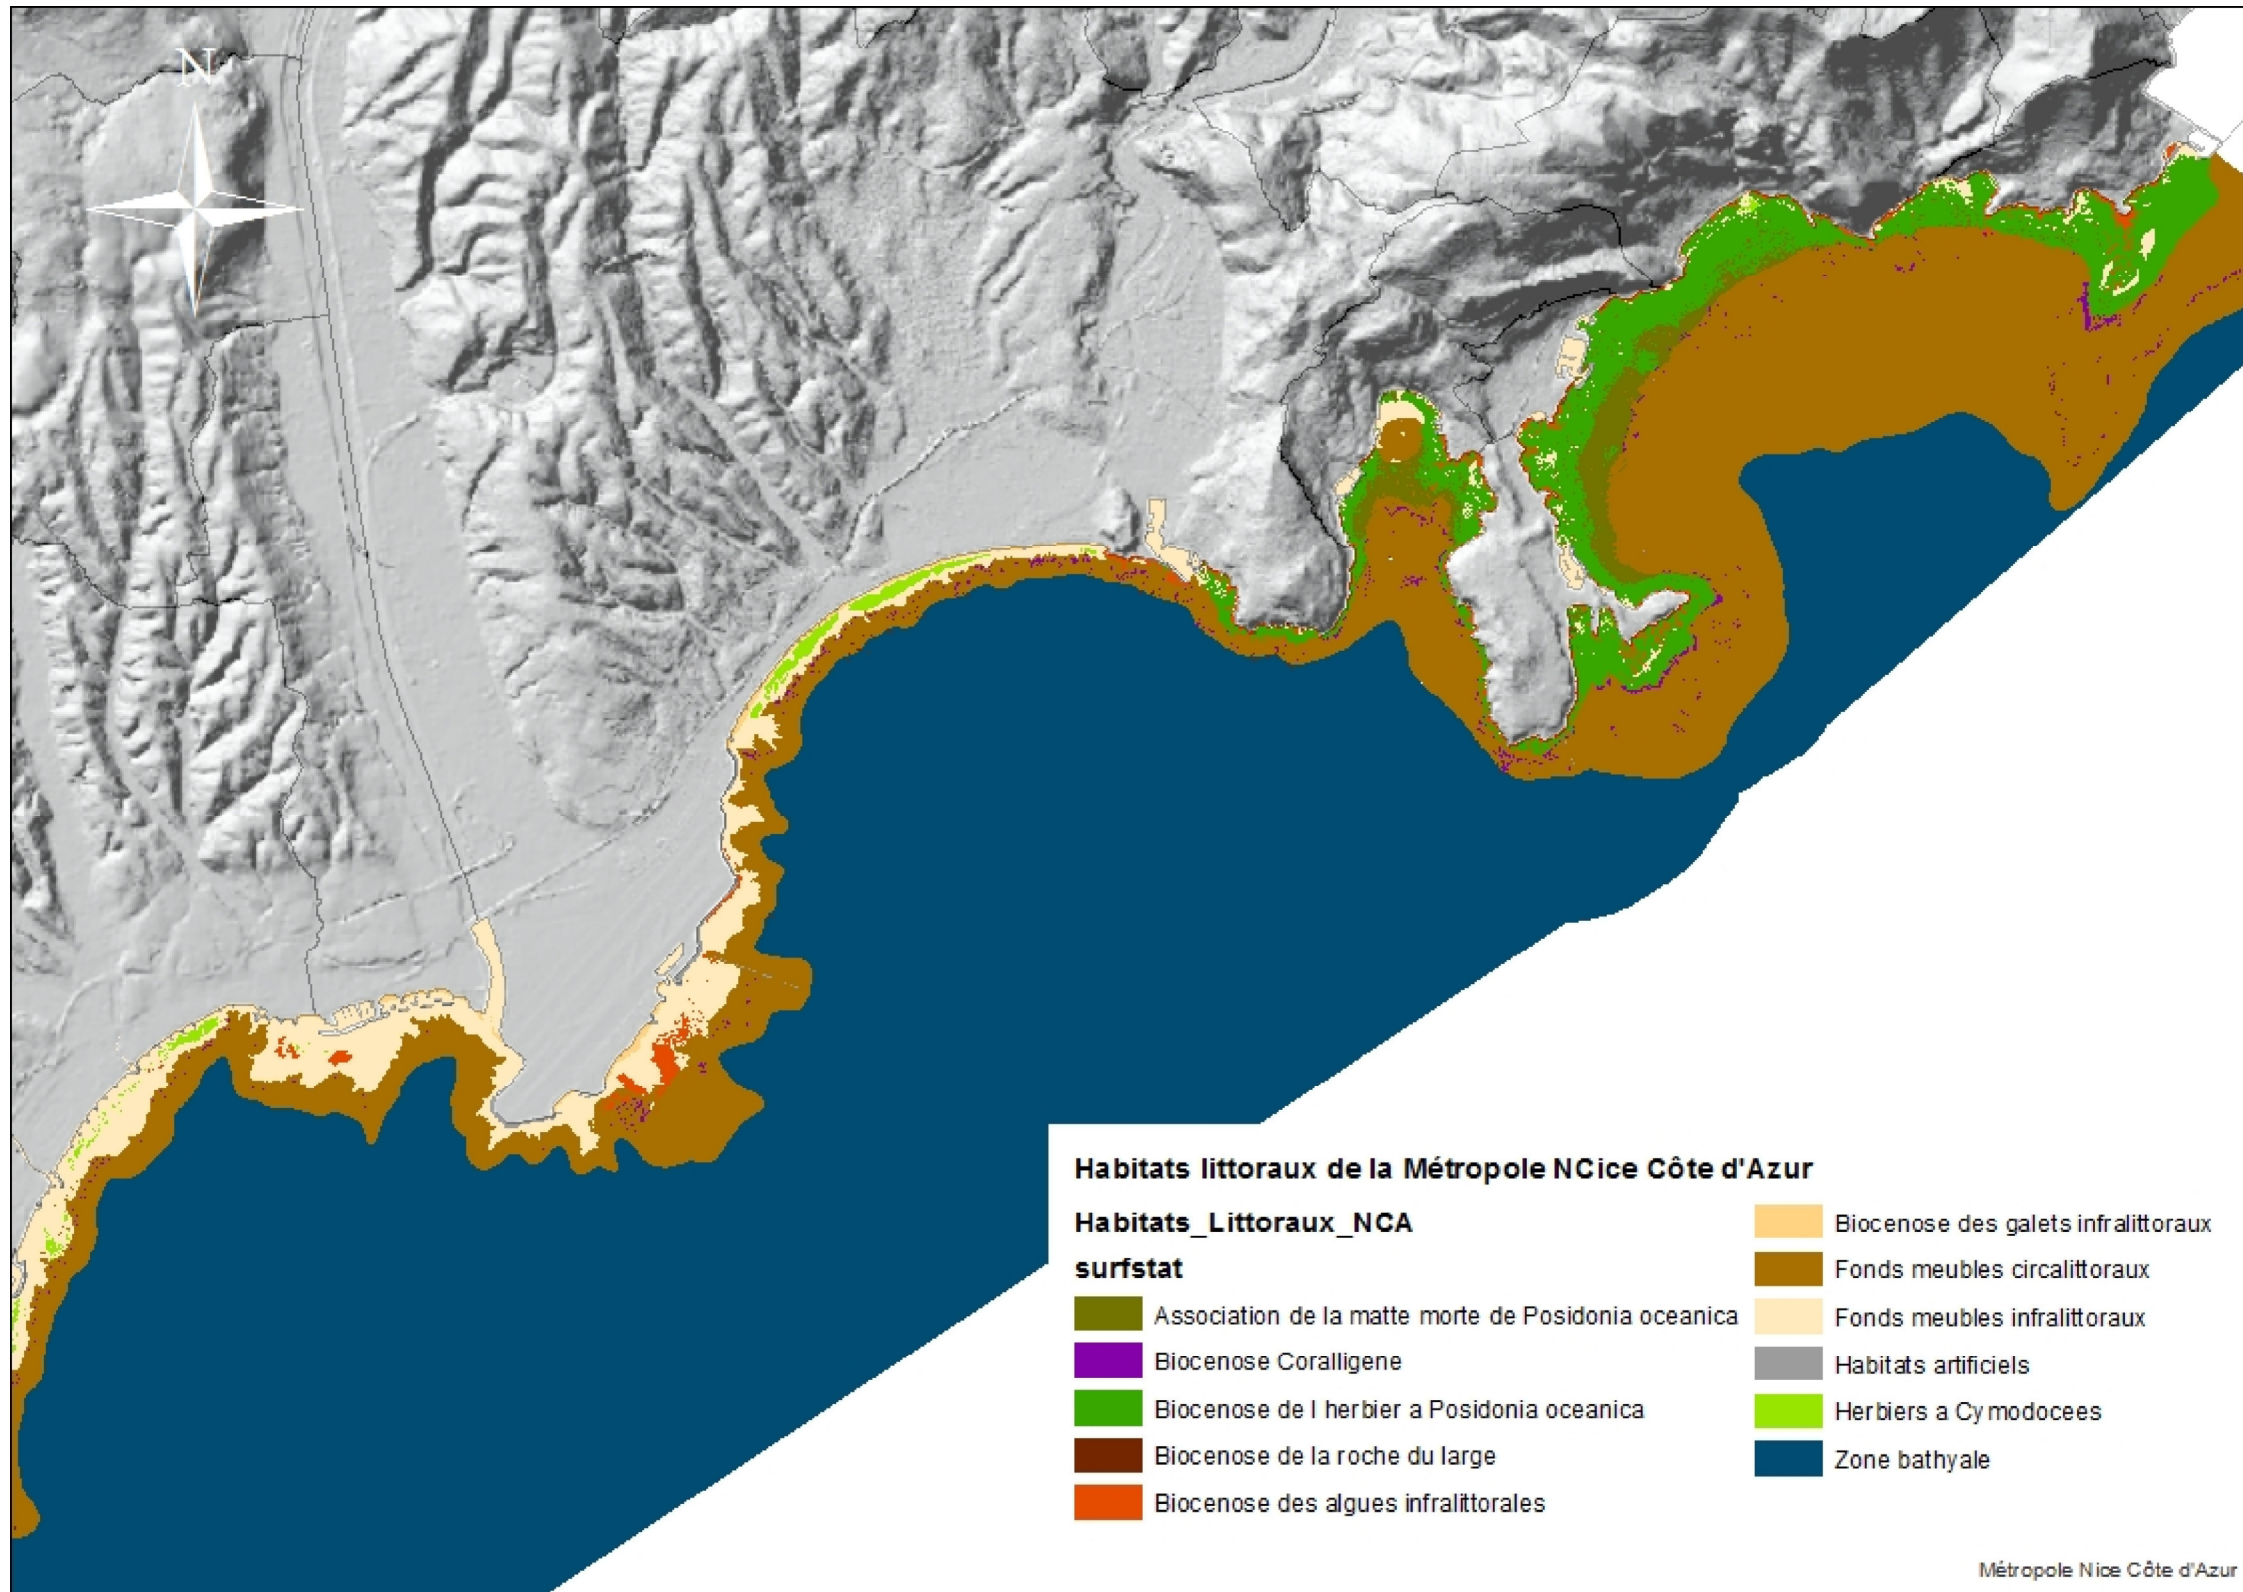 N
Habitats littoraux de la Métropole NCice Côte d'Azur
Habitats_Littoraux_NCA
surfstat
Association de la matte morte de Posidonia oceanica
Biocenose Coralligene
Biocenose de l herbier a Posidonia oceanica
Biocenose de la roche du large
Biocenose des algues infralittorales
Biocenose des galets infralittoraux
Fonds meubles circalittoraux
Fonds meubles infralittoraux
Habitats artificiels
Herbiers a Cymodocees
Zone bathyale
Métropole Nice Côte d'Azur